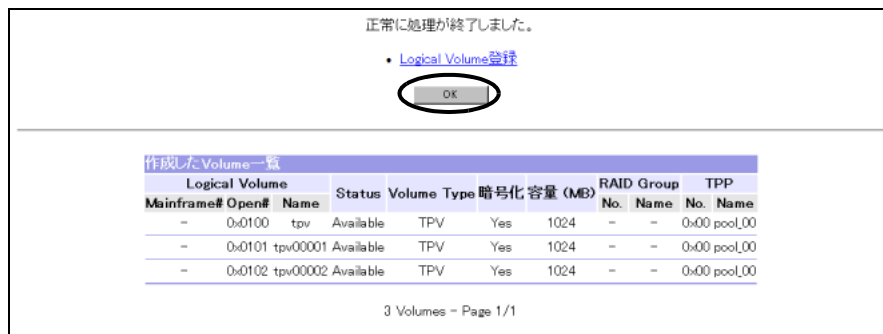 正常に処理が終了しました。
• Logical Volume登録
OK
作成したVolume一覧
Logical Volume Status Volume Type 暗号化 容量 (MB) RAID Group TPP
Mainframe# Open# Name No. Name No. Name
- 0x0100 tpv Available TPV Yes 1024 - - 0x00 pool_00
- 0x0101 tpv00001 Available TPV Yes 1024 - - 0x00 pool_00
- 0x0102 tpv00002 Available TPV Yes 1024 - - 0x00 pool_00
3 Volumes - Page 1/1